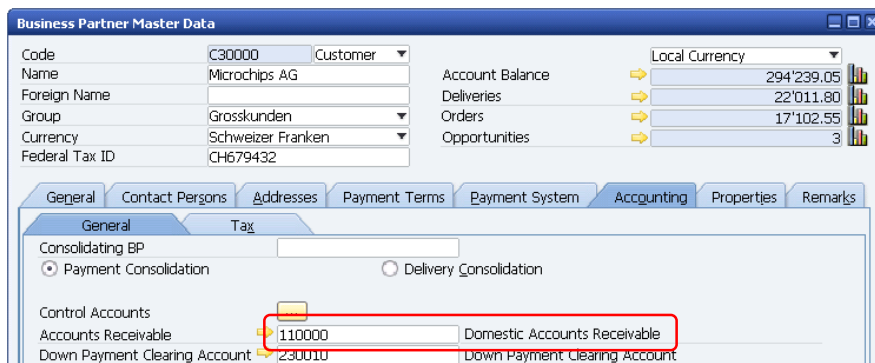 Business Partner Master Data
Code C30000 Customer Local Currency
Name Microchips AG Account Balance 294'239.05
Foreign Name Deliveries 22'011.80
Group Grosskunden Orders 17'102.55
Currency Schweizer Franken Opportunities 3
Federal Tax ID CH679432
General Contact Persons Addresses Payment Terms Payment System Accounting Properties Remarks
General Tax
Consolidating BP
Payment Consolidation Delivery Consolidation
Control Accounts ...
Accounts Receivable 110000 Domestic Accounts Receivable
Down Payment Clearing Account 230010 Down Payment Clearing Account